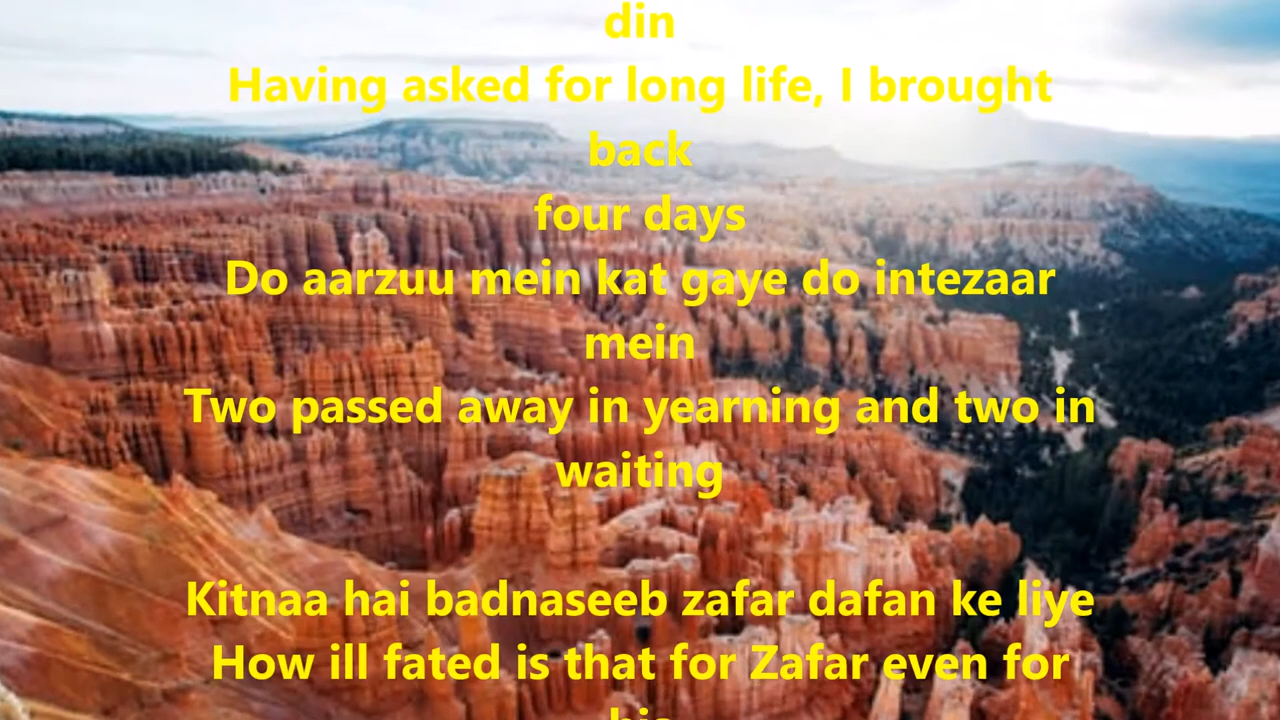 din
Having asked for long life, I brought
back
four days
Do aarzuu mein kat gaye do intezaar
mein
Two passed away in yearning and two in
waiting
Kitnaa hai badnaseeb zafar dafan ke liye
How ill fated is that for Zafar even for